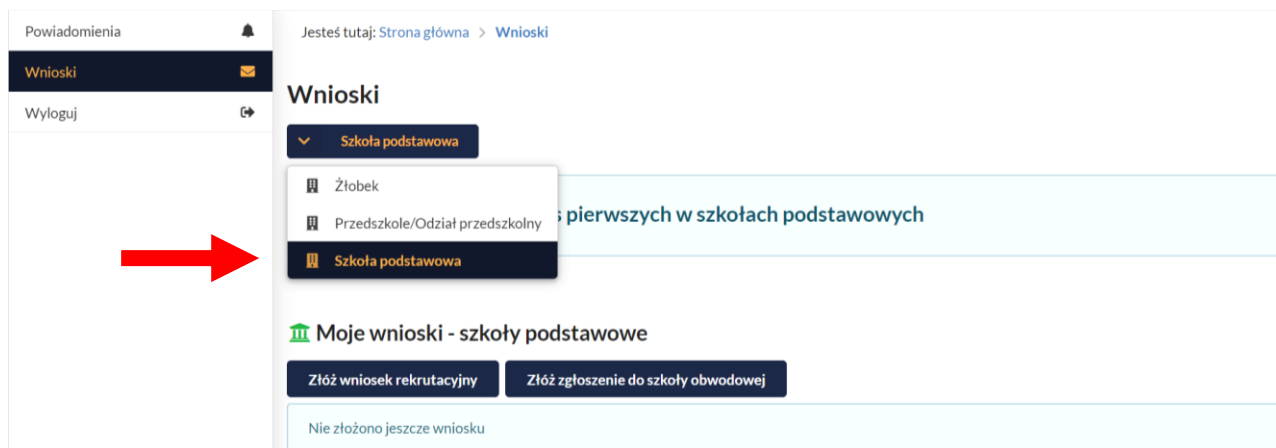 Powiadomienia
Wnioski
Wyloguj
Jesteś tutaj: Strona główna > Wnioski
Wnioski
Szkoła podstawowa
Żłobek
Przedszkole/Odział przedszkolny
Szkoła podstawowa
pierwszych w szkołach podstawowych
Moje wnioski - szkoły podstawowe
Złóż wniosek rekrutacyjny
Złóż zgłoszenie do szkoły obwodowej
Nie złożono jeszcze wniosku